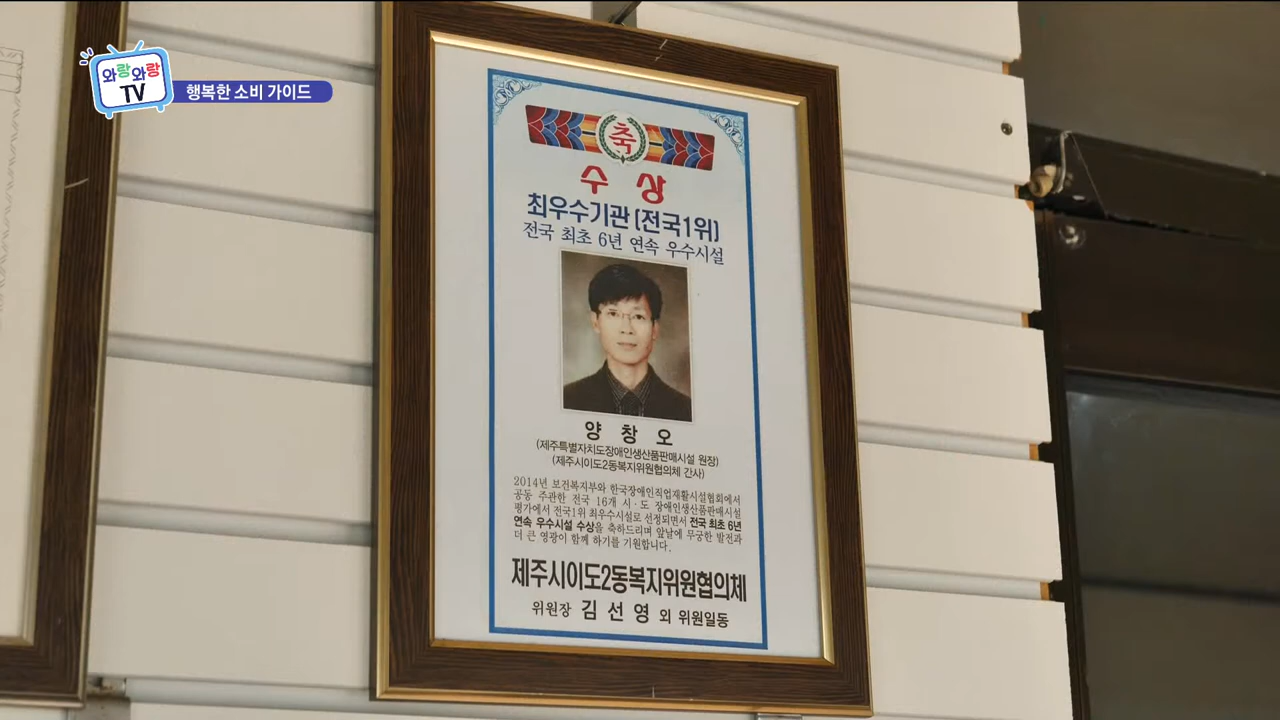 와랑와랑
TV
행복한 소비 가이드
축
수 상
최우수기관(전국1위)
전국 최초 6년 연속 우수시설
양 창 오
(제주특별자치도장애인생산품판매시설 원장)
(제주시이도2동복지위원협의체 간사)
2014년 보건복지부와 한국장애인직업재활시설협회에서
공동 주관한 전국 16개 시·도 장애인생산품판매시설
평가에서 전국1위 최우수시설로 선정되면서 전국 최초 6년
연속 우수시설 수상을 축하드리며 앞날에 무궁한 발전과
더 큰 영광이 함께 하기를 기원합니다.
제주시이도2동복지위원협의체
위원장 김 선 영 외 위원일동